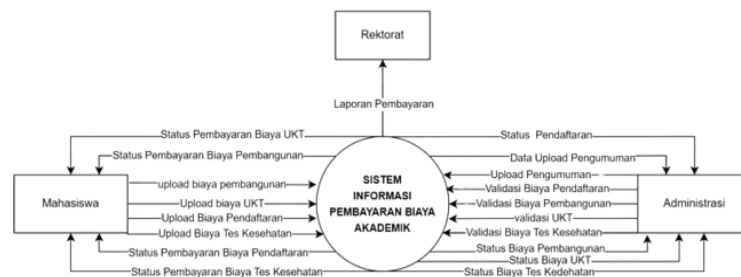 Rektorat
Laporan Pembayaran
Status Pembayaran Biaya UKT
Status Pendaftaran
Status Pembayaran Biaya Pembangunan
Data Upload Pengumuman
Mahasiswa
upload biaya pembangunan
Upload biaya UKT
Upload Biaya Pendaftaran
Upload Biaya Tes Kesehatan
SISTEM
INFORMASI
PEMBAYARAN BIAYA
AKADEMIK
Upload Pengumuman
Validasi Biaya Pendaftaran
Validasi Biaya Pembangunan
validasi UKT
Validasi Biaya Tes Kesehatan
Administrasi
Status Pembayaran Biaya Pendaftaran
Status Biaya Pembangunan
Status Biaya UKT
Status Pembayaran Biaya Tes Kesehatan
Status Biaya Tes Kedehatan